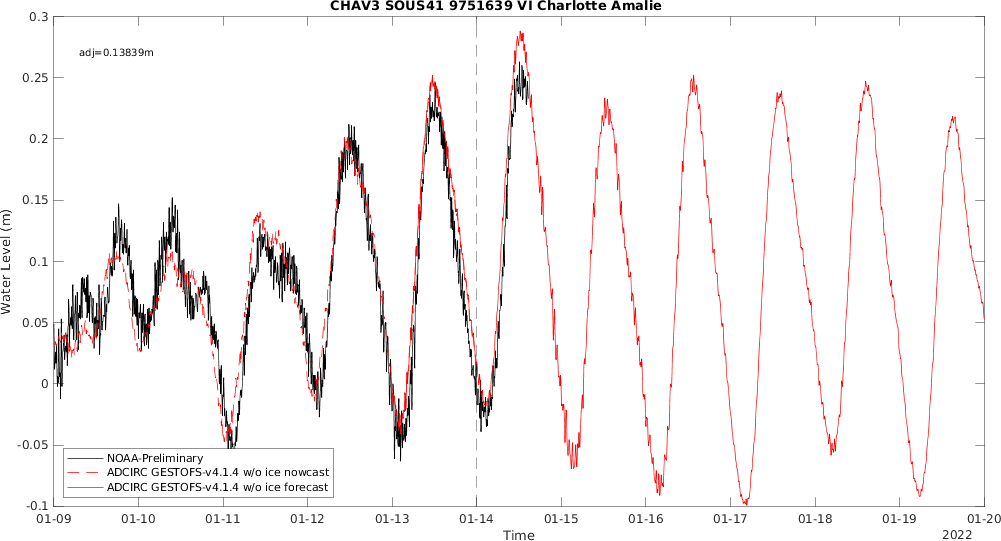 CHAV3 SOUS41 9751639 VI Charlotte Amalie
adj=0.13839m
0.3
0.25
0.2
0.15
0.1
0.05
0
-0.05
-0.1
Water Level (m)
NOAA-Preliminary
ADCIRC GESTOFS-v4.1.4 w/o ice nowcast
ADCIRC GESTOFS-v4.1.4 w/o ice forecast
01-09 01-10 01-11 01-12 01-13 01-14 01-15 01-16 01-17 01-18 01-19 01-20
Time
2022